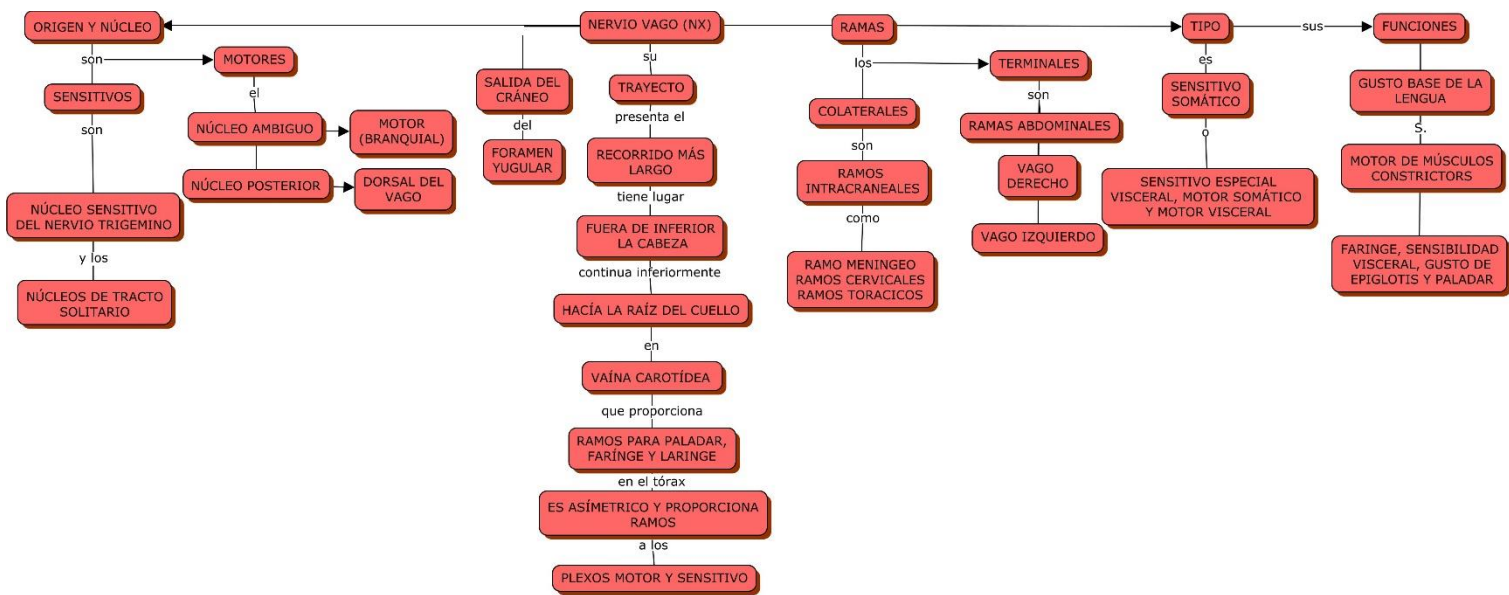 ORIGEN Y NÚCLEO
son
MOTORES
SENSITIVOS
el
son
NÚCLEO AMBIGUO
MOTOR
(BRANQUIAL)
NÚCLEO POSTERIOR
DORSAL DEL
VAGO
NÚCLEO SENSITIVO
DEL NERVIO TRIGEMINO
y los
NÚCLEOS DE TRACTO
SOLITARIO
NERVIO VAGO (NX)
SALIDA DEL
CRÁNEO
del
FORAMEN
YUGULAR
su
TRAYECTO
presenta el
RECORRIDO MÁS
LARGO
tiene lugar
FUERA DE INFERIOR
LA CABEZA
continua inferiormente
HACÍA LA RAÍZ DEL CUELLO
en
VAÍNA CAROTÍDEA
que proporciona
RAMOS PARA PALADAR,
FARÍNGE Y LARINGE
en el tórax
ES ASÍMETRICO Y PROPORCIONA
RAMOS
a los
PLEXOS MOTOR Y SENSITIVO
RAMAS
los
TERMINALES
COLATERALES
son
son
RAMAS ABDOMINALES
RAMOS
INTRACRANEALES
VAGO
DERECHO
como
VAGO IZQUIERDO
RAMO MENINGEO
RAMOS CERVICALES
RAMOS TORACICOS
TIPO
es
SENSITIVO
SOMÁTICO
o
SENSITIVO ESPECIAL
VISCERAL, MOTOR SOMÁTICO
Y MOTOR VISCERAL
sus
FUNCIONES
GUSTO BASE DE LA
LENGUA
S.
MOTOR DE MÚSCULOS
CONSTRICTORS
FARINGE, SENSIBILIDAD
VISCERAL, GUSTO DE
EPIGLOTIS Y PALADAR